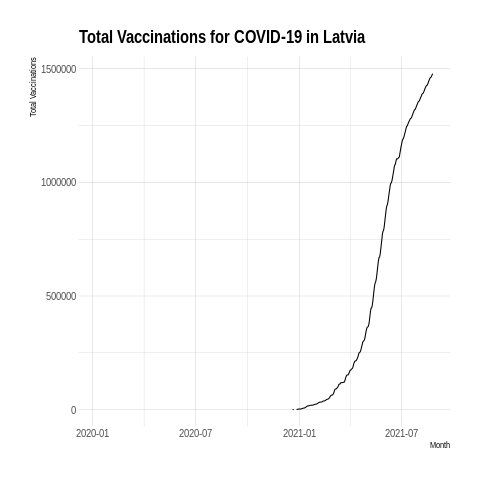 Total Vaccinations for COVID-19 in Latvia
Total Vaccinations
1500000
1000000
500000
0
2020-01 2020-07 2021-01 2021-07
Month